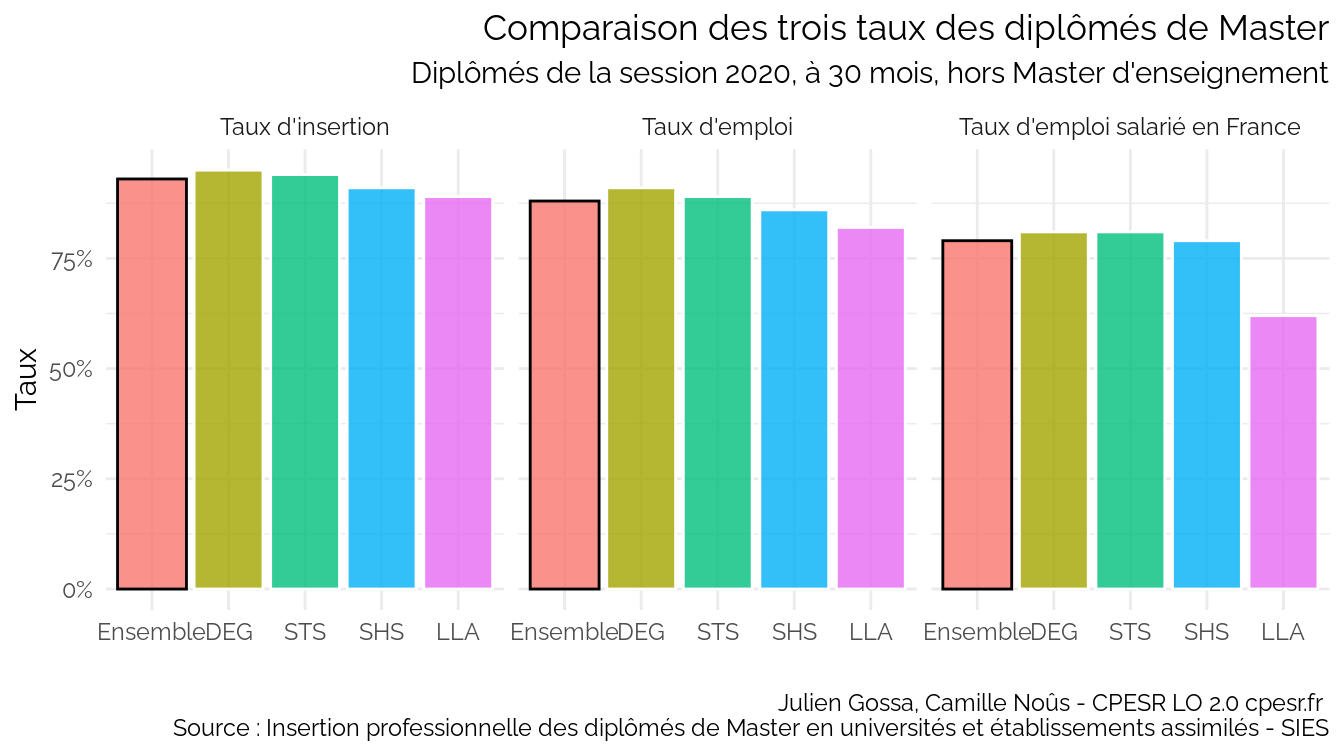 Comparaison des trois taux des diplômés de Master
Diplômés de la session 2020, à 30 mois, hors Master d'enseignement
Taux d'insertion
Taux d'emploi
Taux d'emploi salarié en France
Taux
75%
50%
25%
0%
Ensemble DEG STS SHS LLA
Ensemble DEG STS SHS LLA
Ensemble DEG STS SHS LLA
Julien Gossa, Camille Noûs - CPESR LO 2.0 cpesr.fr
Source : Insertion professionnelle des diplômés de Master en universités et établissements assimilés - SIES